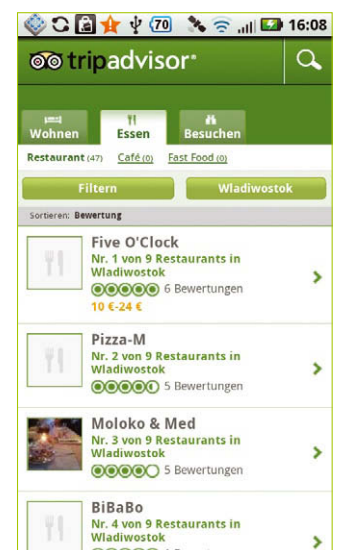 70 16:08
tripadvisor®
Wohnen Essen Besuchen
Restaurant (47) Café (0) Fast Food (0)
Filtern Wladiwostok
Sortieren: Bewertung
Five O'Clock
Nr. 1 von 9 Restaurants in
Wladiwostok
6 Bewertungen
10 €-24 €
Pizza-M
Nr. 2 von 9 Restaurants in
Wladiwostok
5 Bewertungen
Moloko & Med
Nr. 3 von 9 Restaurants in
Wladiwostok
5 Bewertungen
BiBaBo
Nr. 4 von 9 Restaurants in
Wladiwostok